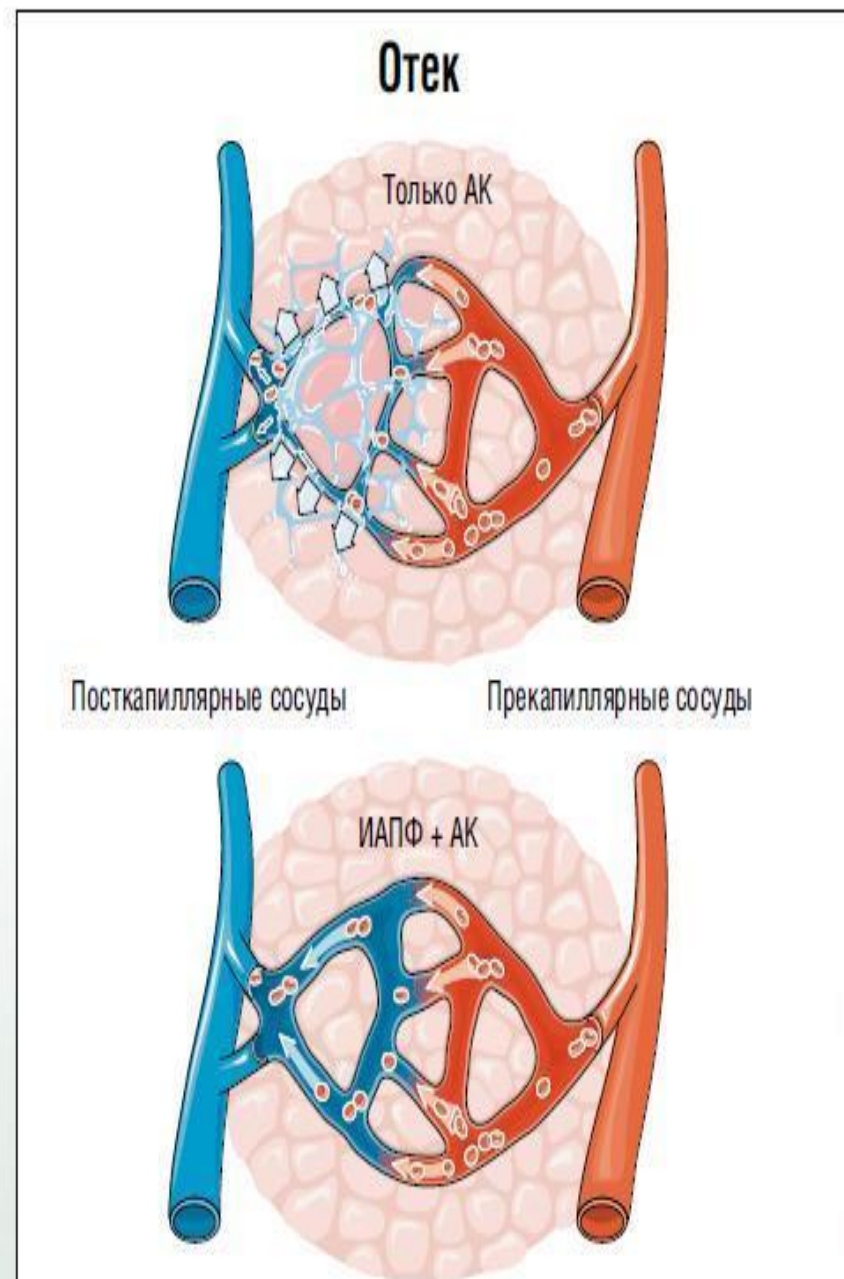 Отек
Только АК
Посткапиллярные сосуды
Прекапиллярные сосуды
ИАПФ + АК